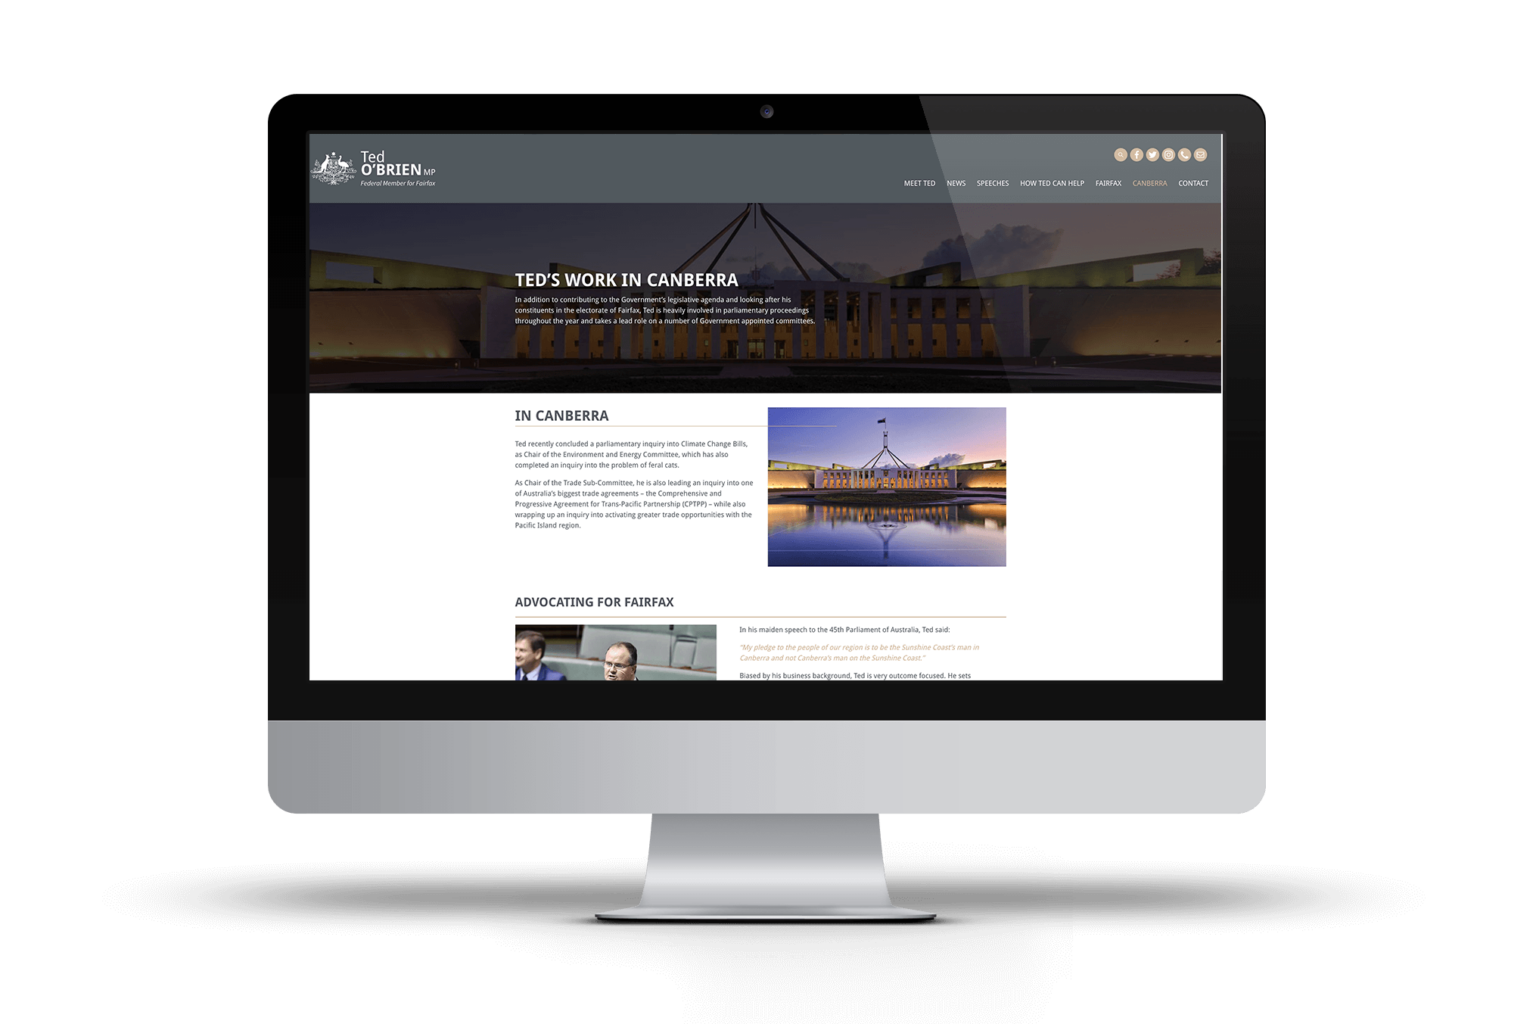 Ted
O'BRIEN MP
Federal Member for Fairfax
MEET TED NEWS SPEECHES HOW TED CAN HELP FAIRFAX CANBERRA CONTACT
TED'S WORK IN CANBERRA
In addition to contributing to the Government's legislative agenda and looking after his
constituents in the electorate of Fairfax, Ted is heavily involved in parliamentary proceedings
throughout the year and takes a lead role on a number of Government appointed committees.
IN CANBERRA
Ted recently concluded a parliamentary inquiry into Climate Change Bills,
as Chair of the Environment and Energy Committee, which has also
completed an inquiry into the problem of feral cats.
As Chair of the Trade Sub-Committee, he is also leading an inquiry into one
of Australia's biggest trade agreements – the Comprehensive and
Progressive Agreement for Trans-Pacific Partnership (CPTPP) – while also
wrapping up an inquiry into activating greater trade opportunities with the
Pacific Island region.
ADVOCATING FOR FAIRFAX
In his maiden speech to the 45th Parliament of Australia, Ted said:
"My pledge to the people of our region is to be the Sunshine Coast's man in
Canberra and not Canberra's man on the Sunshine Coast."
Biased by his business background, Ted is very outcome focused. He sets